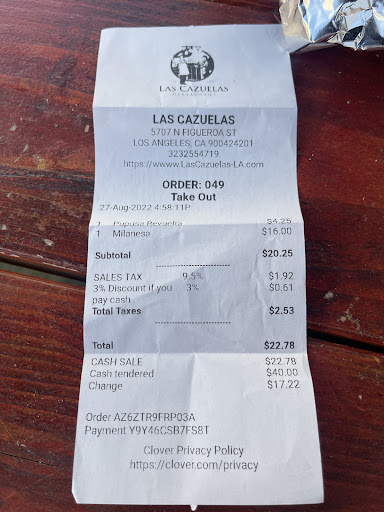 LAS CAZUELAS
RESTAURANT
LAS CAZUELAS
5707 N FIGUEROA ST
LOS ANGELES, CA 900424201
3232554719
https://wwww.LasCazuelas-LA.com
ORDER: 049
Take Out
27-Aug-2022 4:58:11P
1 Pupusa Revuelta $4.25
1 Milanesa $16.00
Subtotal $20.25
SALES TAX 9.5% $1.92
3% Discount if you 3% $0.61
pay cash
Total Taxes $2.53
Total $22.78
CASH SALE $22.78
Cash tendered $40.00
Change $17.22
Order AZ6ZTR9FRP03A
Payment Y9Y46CSB7FS8T
Clover Privacy Policy
https://clover.com/privacy